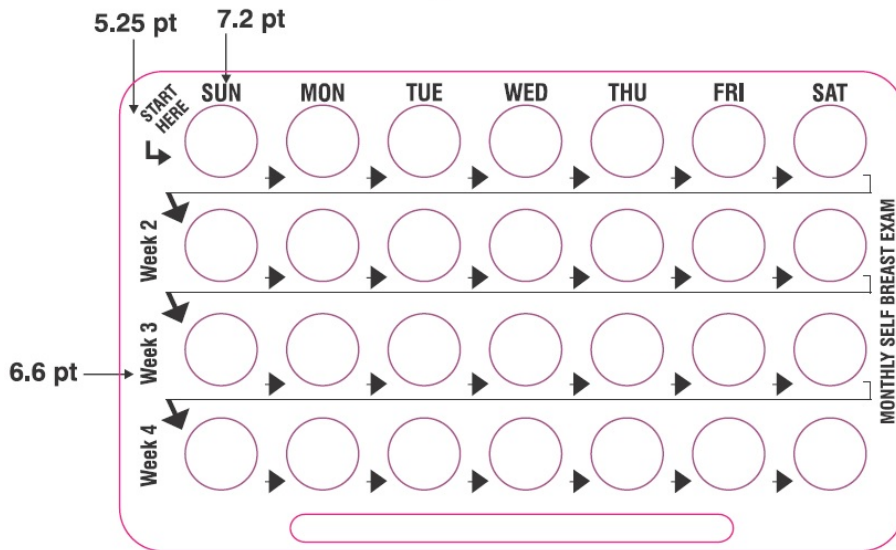 5.25 pt
7.2 pt
START
HERE
SUN MON TUE WED THU FRI SAT
Week 2
6.6 pt
Week 3
Week 4
MONTHLY SELF BREAST EXAM